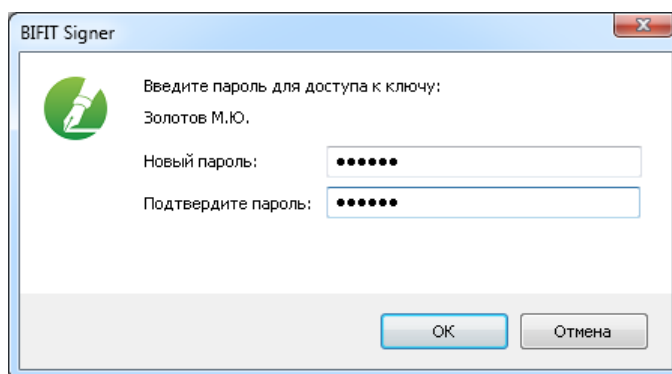 BIFIT Signer
Введите пароль для доступа к ключу:
Золотов М.Ю.
Новый пароль: ●●●●●●
Подтвердите пароль: ●●●●●●
ОК Отмена